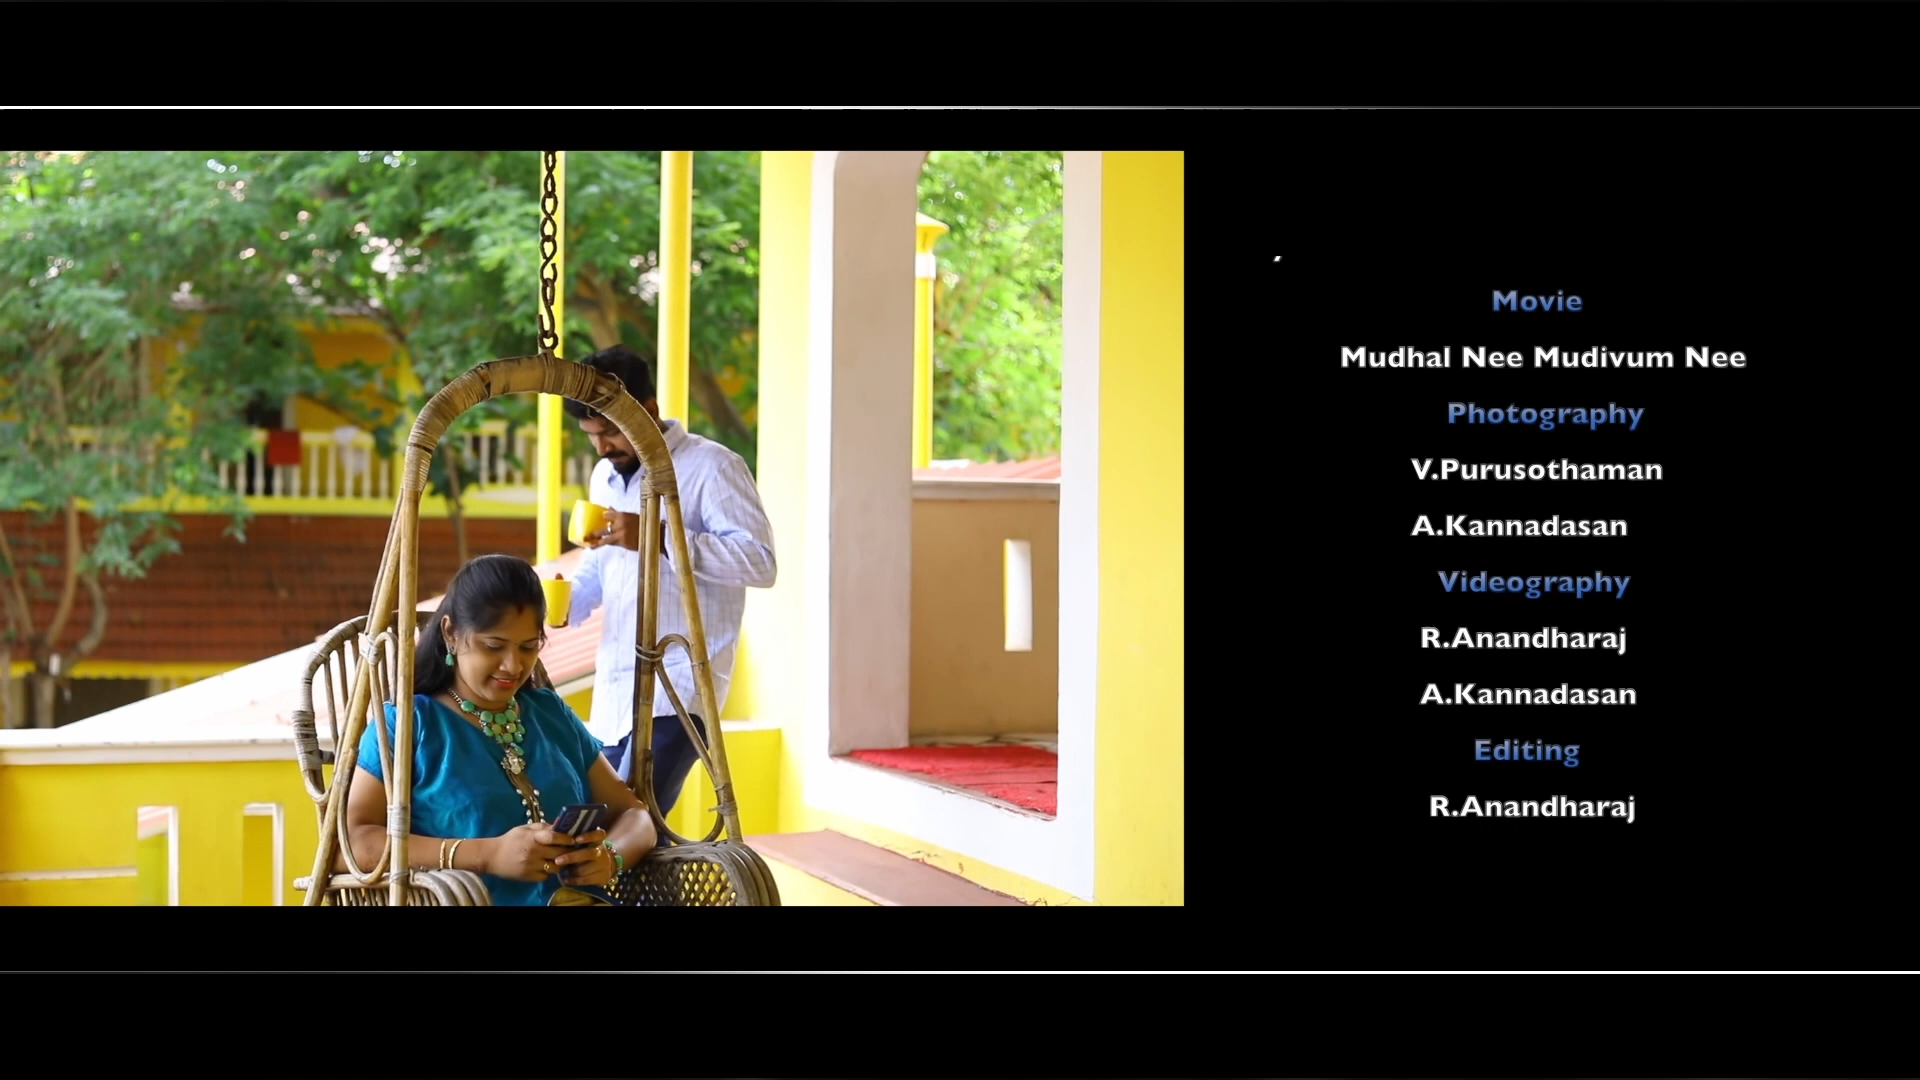 Movie
Mudhal Nee Mudivum Nee
Photography
V.Purusothaman
A.Kannadasan
Videography
R.Anandharaj
A.Kannadasan
Editing
R.Anandharaj